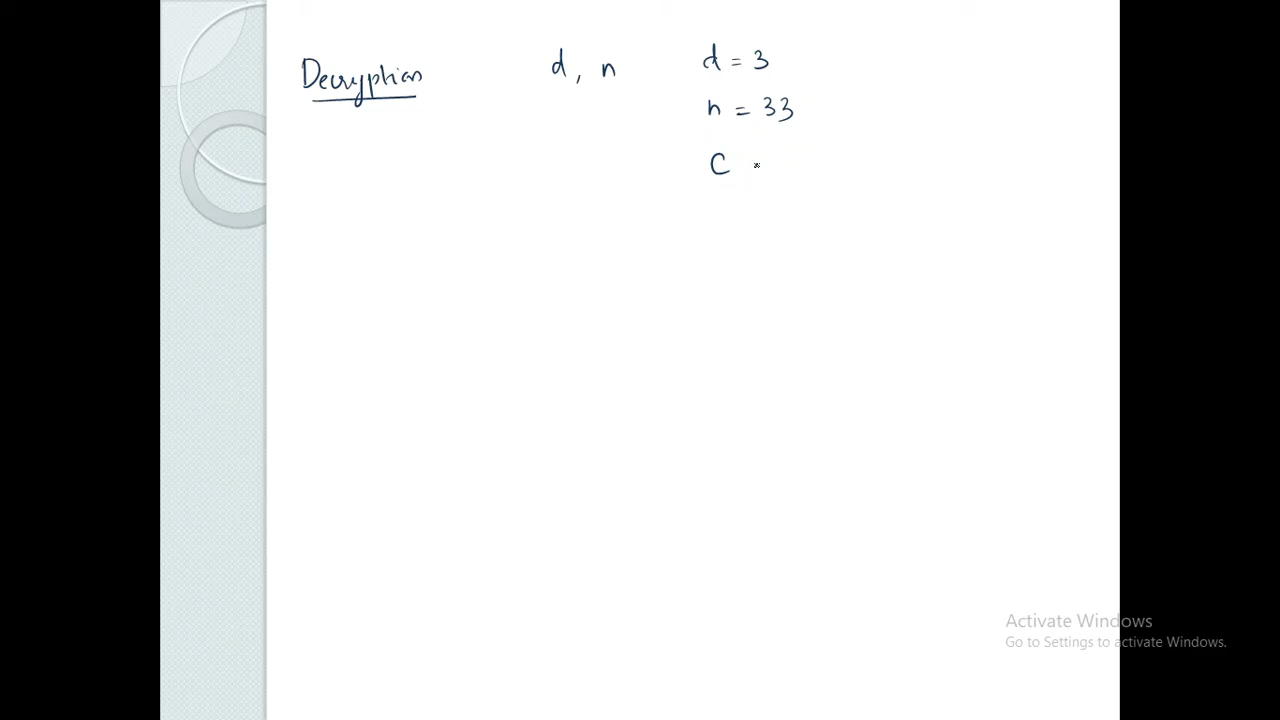 Decryption d, n d = 3
n = 33
C
Activate Windows
Go to Settings to activate Windows.